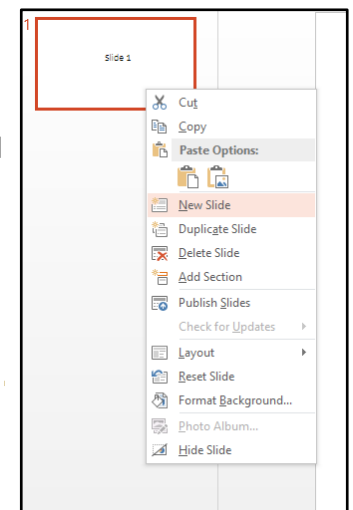 1
Slide 1
Cut
Copy
Paste Options:
New Slide
Duplicate Slide
Delete Slide
Add Section
Publish Slides
Check for Updates
Layout
Reset Slide
Format Background...
Photo Album...
Hide Slide